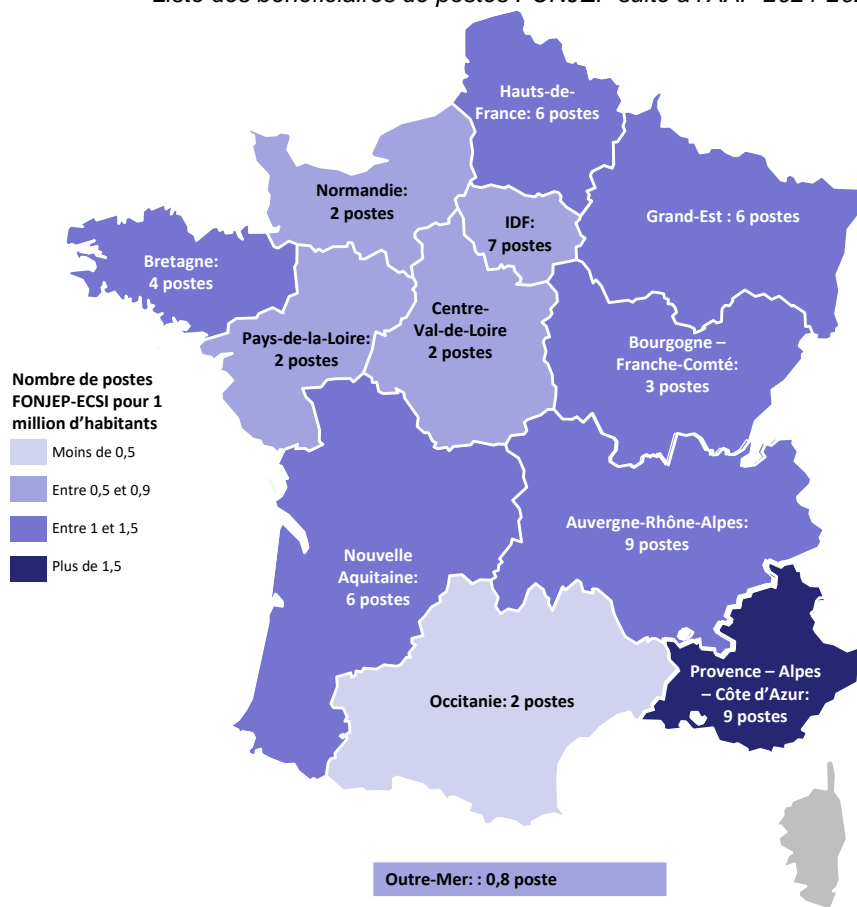 Hauts-de-
France: 6 postes
Normandie:
2 postes
IDF:
7 postes
Grand-Est : 6 postes
Bretagne:
4 postes
Pays-de-la-Loire:
2 postes
Centre-
Val-de-Loire
2 postes
Bourgogne –
Franche-Comté:
3 postes
Nombre de postes
FONJEP-ECSI pour 1
million d'habitants
Moins de 0,5
Entre 0,5 et 0,9
Entre 1 et 1,5
Plus de 1,5
Auvergne-Rhône-Alpes:
9 postes
Nouvelle
Aquitaine:
6 postes
Occitanie: 2 postes
Provence – Alpes
– Côte d'Azur:
9 postes
Outre-Mer: : 0,8 poste